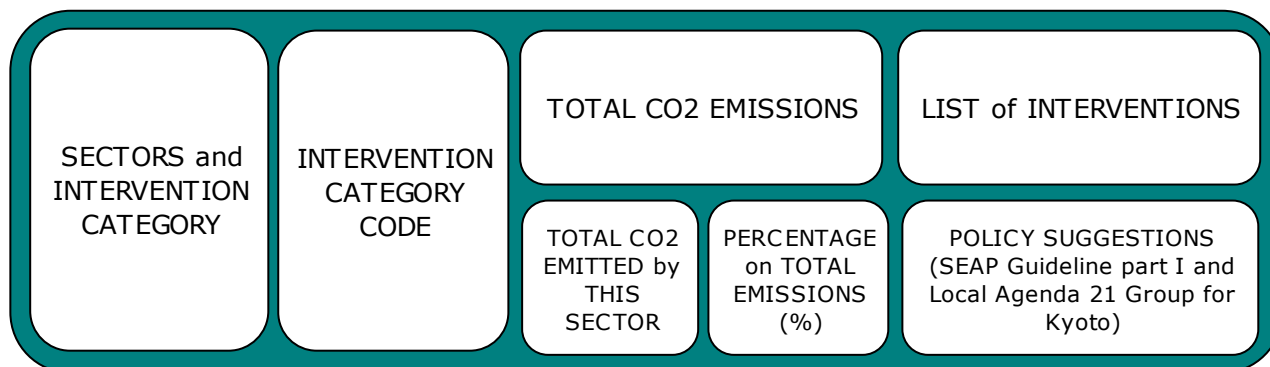 SECTORS and
INTERVENTION
CATEGORY
INTERVENTION
CATEGORY
CODE
TOTAL CO2 EMISSIONS
TOTAL CO2
EMITTED by
THIS
SECTOR
PERCENTAGE
on TOTAL
EMISSIONS
(%)
LIST of INTERVENTIONS
POLICY SUGGESTIONS
(SEAP Guideline part I and
Local Agenda 21 Group for
Kyoto)